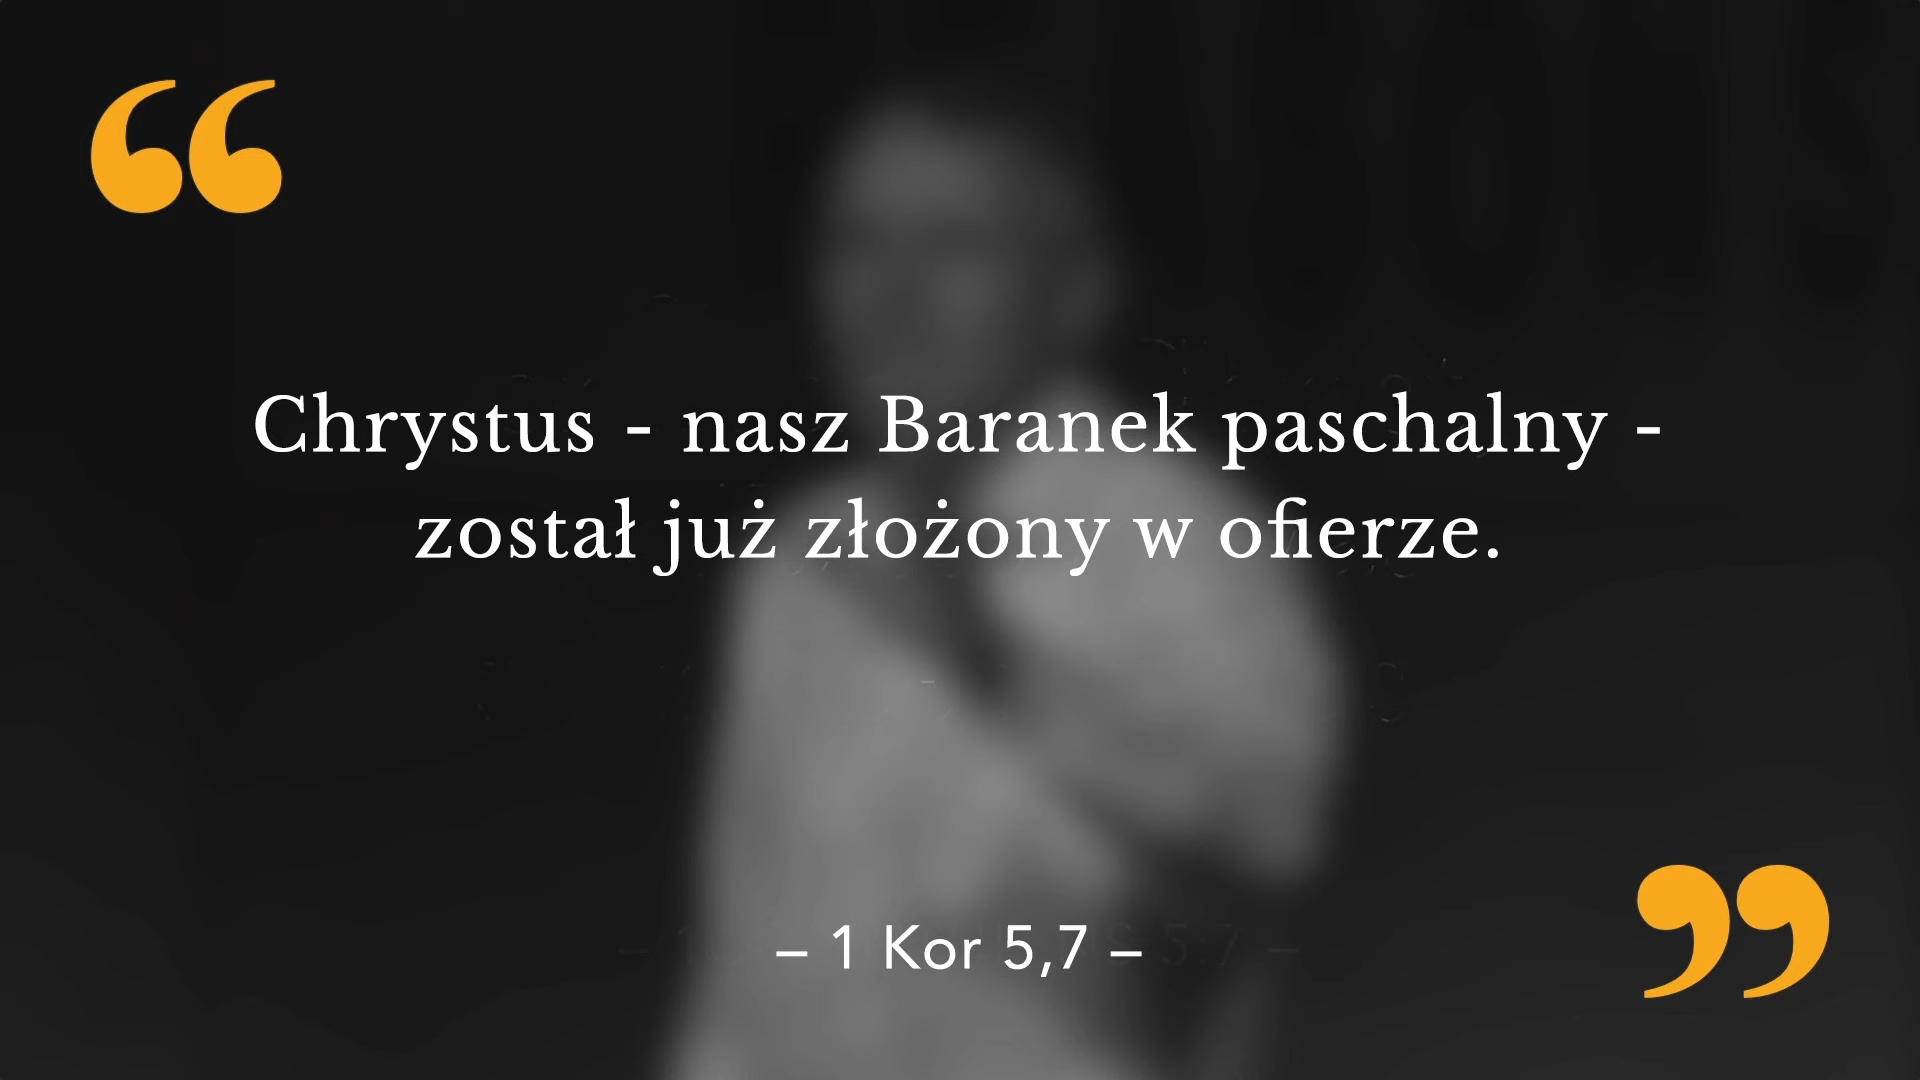 “
Chrystus - nasz Baranek paschalny -
został już złożony w ofierze.
– 1 Kor 5,7 –
”